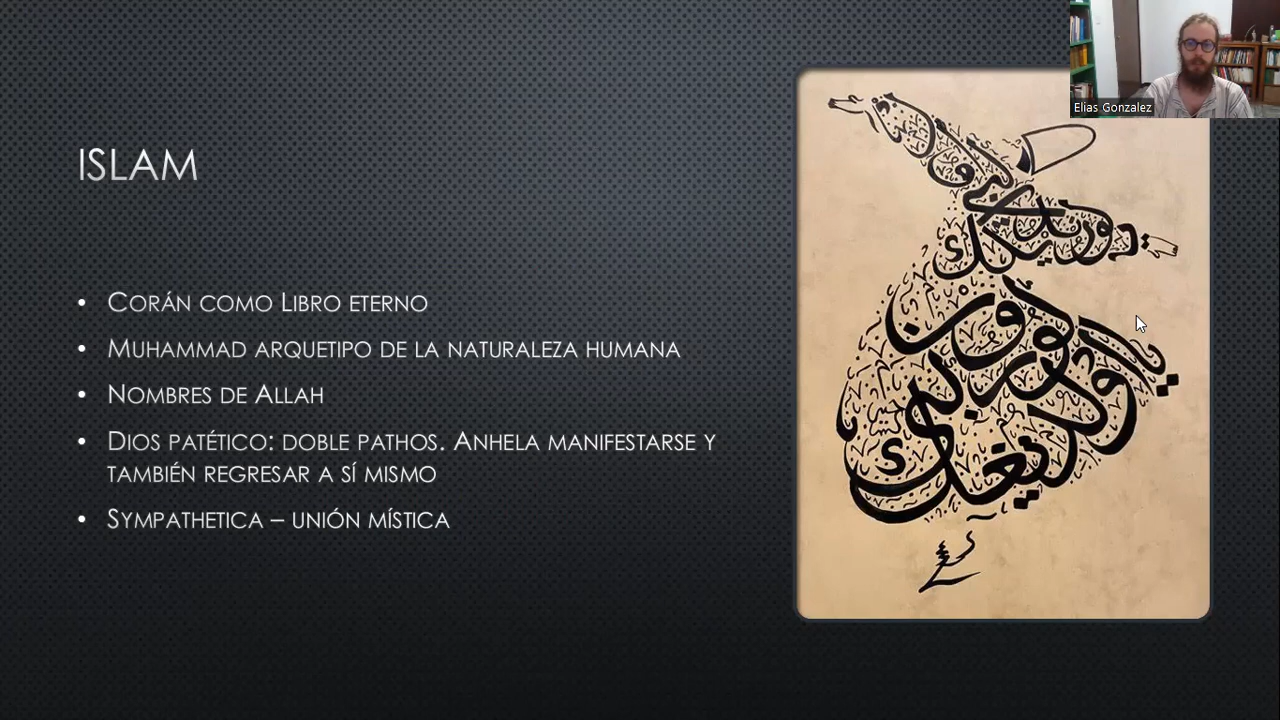 Elias Gonzalez
ISLAM
• CORÁN COMO LIBRO ETERNO
• MUHAMMAD ARQUETIPO DE LA NATURALEZA HUMANA
• NOMBRES DE ALLAH
• DIOS PATÉTICO: DOBLE PATHOS. ANHELA MANIFESTARSE Y
TAMBIÉN REGRESAR A SÍ MISMO
• SYMPATHETICA – UNIÓN MÍSTICA